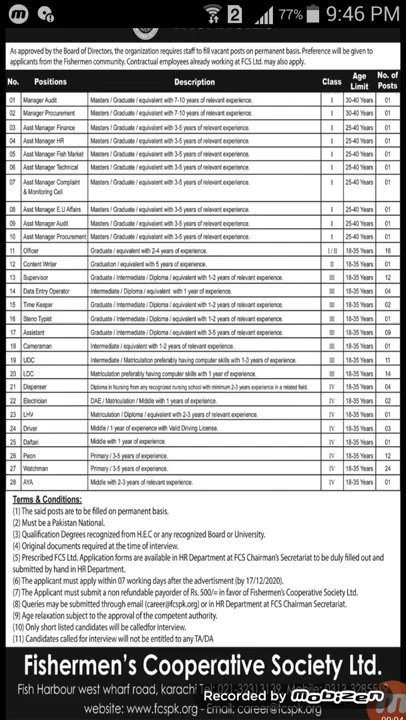 2 77% 9:46 PM
As approved by the Board of Directors, the organization requires staff to fill vacant posts on permanent basis. Preference will be given to
applicants from the Fishermen community. Contractual employees already working at FCS Ltd. may also apply.
No. Positions Description Class Age Limit No. of Posts
01 Manager Audit Masters / Graduate / equivalent with 7-10 years of relevant experience. I 30-40 Years 01
02 Manager Procurement Masters / Graduate / equivalent with 7-10 years of relevant experience. I 30-40 Years 01
03 Asst Manager Finance Masters / Graduate / equivalent with 3-5 years of relevant experience. I 25-40 Years 01
04 Asst Manager HR Masters / Graduate / equivalent with 3-5 years of relevant experience. I 25-40 Years 01
05 Asst Manager Fish Market Masters / Graduate / equivalent with 3-5 years of relevant experience. I 25-40 Years 01
06 Asst Manager Technical Masters / Graduate / equivalent with 3-5 years of relevant experience. I 25-40 Years 01
07 Asst Manager Complaint Masters / Graduate / equivalent with 3-5 years of relevant experience. I 25-40 Years 01
& Monitoring Cell
08 Asst Manager E.U Affairs Masters / Graduate / equivalent with 3-5 years of relevant experience. I 25-40 Years 01
09 Asst Manager Audit Masters / Graduate / equivalent with 3-5 years of relevant experience. I 25-40 Years 01
10 Asst Manager Procurement Masters / Graduate / equivalent with 3-5 years of relevant experience. I 25-40 Years 01
11 Officer Graduate / equivalent with 2-4 years of experience. I / II 18-35 Years 16
12 Content Writer Graduation / equivalent with 5 years of experience. II 18-35 Years 01
13 Supervisor Graduate / Intermediate / Diploma / equivalent with 1-2 years of relevant experience. III 18-35 Years 12
14 Data Entry Operator Intermediate / Diploma / equivalent with 1 year of experience. III 18-35 Years 04
15 Time Keeper Graduate / Intermediate / Diploma / equivalent with 1-2 years of relevant experience. III 18-35 Years 02
16 Steno Typist Graduate / Intermediate / Diploma / equivalent with 1-2 years of relevant experience. III 18-35 Years 01
17 Assistant Graduate / Intermediate / Diploma / equivalent with 3-5 years of relevant experience. III 18-35 Years 09
18 Cameraman Intermediate / equivalent with 1-2 years of relevant experience. III 18-35 Years 01
19 UDC Intermediate / Matriculation preferably having computer skills with 1-3 years of experience. III 18-35 Years 11
20 LDC Matriculation preferably having computer skills with 1 year of experience. III 18-35 Years 14
21 Dispenser Diploma in Nursing from any recognized nursing school with minimum 2-3 years experience in a related field. IV 18-35 Years 04
22 Electrician DAE / Matriculation / Middle with 1 years of experience. IV 18-35 Years 02
23 LHV Matriculation / Diploma / equivalent with 2-3 years of relevant experience. IV 18-35 Years 01
24 Driver Middle / 1 year of experience with Valid Driving License. IV 18-35 Years 03
25 Daftari Middle with 1 year of experience. IV 18-35 Years 01
26 Peon Primary / 3-5 years of experience. IV 18-35 Years 12
27 Watchman Primary / 3-5 years of experience. IV 18-35 Years 24
28 AYA Middle with 2-3 years of relevant experience. IV 18-35 Years 01
Terms & Conditions:
(1) The said posts are to be filled on permanent basis.
(2) Must be a Pakistan National.
(3) Qualification Degrees recognized from H.E.C or any recognized Board or University.
(4) Original documents required at the time of interview.
(5) Prescribed FCS Ltd. Application forms are available in HR Department at FCS Chairman's Secretariat to be duly filled out and
submitted by hand in HR Department.
(6) The applicant must apply within 07 working days after the advertisment (by 17/12/2020).
(7) The Applicant must submit a non refundable payorder of Rs. 500/= in favor of Fishermen's Cooperative Society Ltd.
(8) Queries may be submitted through email (career@fcspk.org) or in HR Department at FCS Chairman Secretariat.
(9) Age relaxation subject to the approval of the competent authority.
(10) Only short listed candidates will be calledfor interview.
(11) Candidates called for interview will not be entitled to any TA/DA
Fishermen's Cooperative Society Ltd.
Fish Harbour west wharf road, karachi Tel: 021-32313139, Mobile:
RECORDED BY MOBIZEN
website: www.fcspk.org - Email: career@fcspk.org